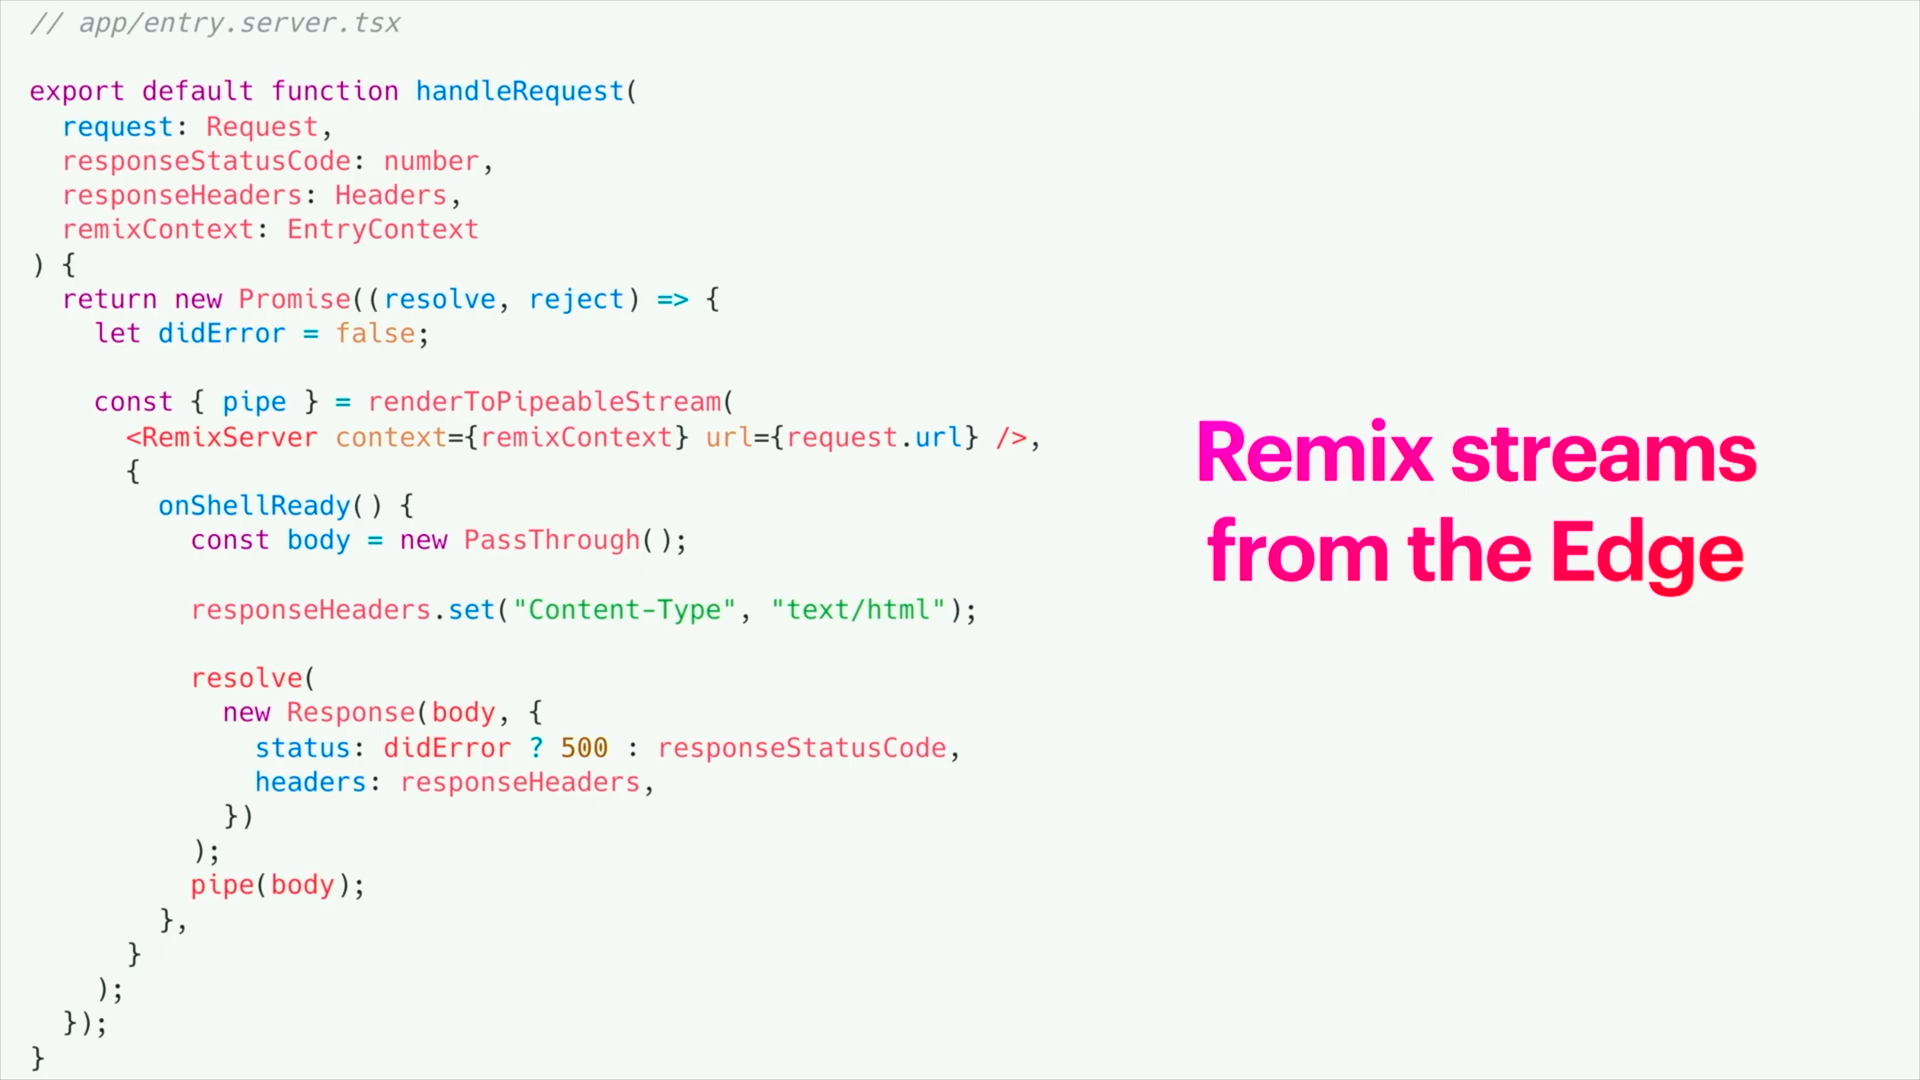 // app/entry.server.tsx
export default function handleRequest(
  request: Request,
  responseStatusCode: number,
  responseHeaders: Headers,
  remixContext: EntryContext
) {
  return new Promise((resolve, reject) => {
    let didError = false;
    const { pipe } = renderToPipeableStream(
      <RemixServer context={remixContext} url={request.url} />,
      {
        onShellReady() {
          const body = new PassThrough();
          responseHeaders.set("Content-Type", "text/html");
          resolve(
            new Response(body, {
              status: didError ? 500 : responseStatusCode,
              headers: responseHeaders,
            })
          );
          pipe(body);
        },
      }
    );
  });
}
Remix streams
from the Edge